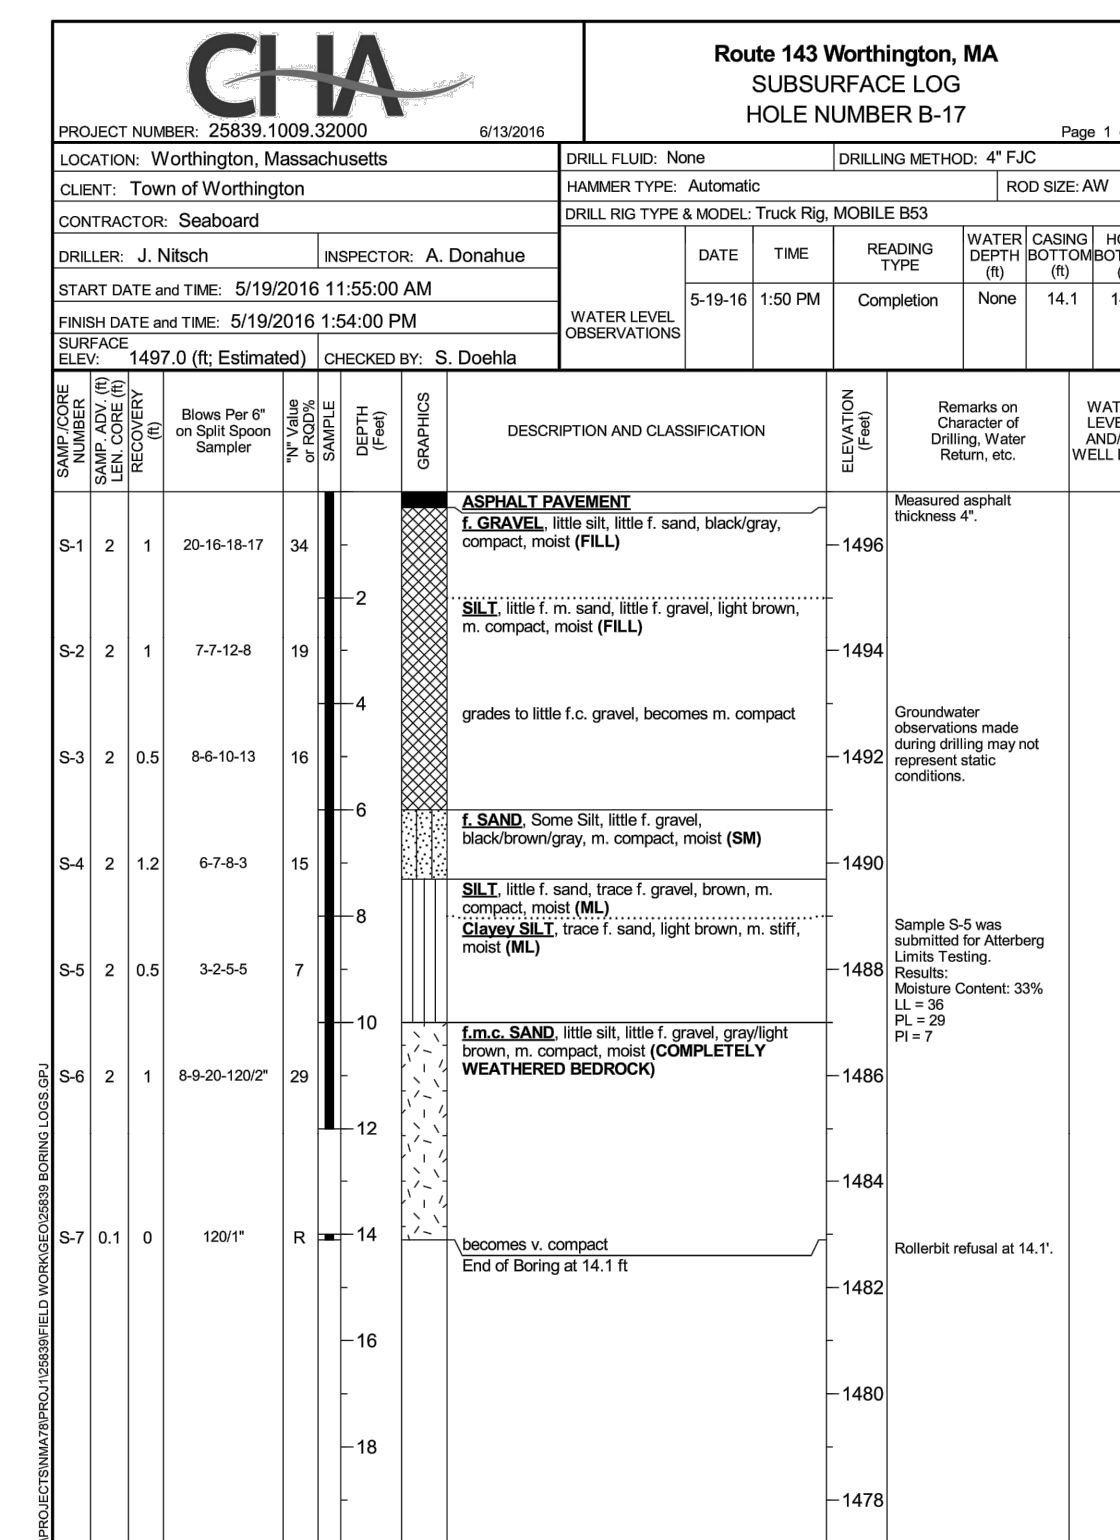 CHA
Route 143 Worthington, MA
SUBSURFACE LOG
HOLE NUMBER B-17
PROJECT NUMBER: 25839.1009.32000 6/13/2016
Page 1
LOCATION: Worthington, Massachusetts
DRILL FLUID: None
DRILLING METHOD: 4" FJC
CLIENT: Town of Worthington
HAMMER TYPE: Automatic
ROD SIZE: AW
CONTRACTOR: Seaboard
DRILL RIG TYPE & MODEL: Truck Rig, MOBILE B53
DRILLER: J. Nitsch
INSPECTOR: A. Donahue
START DATE and TIME: 5/19/2016 11:55:00 AM
FINISH DATE and TIME: 5/19/2016 1:54:00 PM
SURFACE
ELEV: 1497.0 (ft; Estimated)
CHECKED BY: S. Doehla
WATER LEVEL
OBSERVATIONS
DATE
TIME
READING
TYPE
WATER
DEPTH
(ft)
CASING
BOTTOM
(ft)
5-19-16 1:50 PM Completion None 14.1
SAMP./CORE
NUMBER
SAMP. ADV. (ft)
LEN. CORE (ft)
RECOVERY
(ft)
Blows Per 6"
on Split Spoon
Sampler
"N" Value
or RQD%
SAMPLE
DEPTH
(Feet)
GRAPHICS
DESCRIPTION AND CLASSIFICATION
ELEVATION
(Feet)
Remarks on
Character of
Drilling, Water
Return, etc.
WAT
LEVE
AND/
WELL
ASPHALT PAVEMENT
f. GRAVEL, little silt, little f. sand, black/gray,
compact, moist (FILL)
Measured asphalt
thickness 4".
S-1 2 1 20-16-18-17 34
1496
2
SILT, little f. m. sand, little f. gravel, light brown,
m. compact, moist (FILL)
S-2 2 1 7-7-12-8 19
1494
4
grades to little f.c. gravel, becomes m. compact
Groundwater
observations made
during drilling may not
represent static
conditions.
S-3 2 0.5 8-6-10-13 16
1492
6
f. SAND, Some Silt, little f. gravel,
black/brown/gray, m. compact, moist (SM)
S-4 2 1.2 6-7-8-3 15
1490
SILT, little f. sand, trace f. gravel, brown, m.
compact, moist (ML)
8
Clayey SILT, trace f. sand, light brown, m. stiff,
moist (ML)
Sample S-5 was
submitted for Atterberg
Limits Testing.
Results:
Moisture Content: 33%
LL = 36
PL = 29
PI = 7
S-5 2 0.5 3-2-5-5 7
1488
10
f.m.c. SAND, little silt, little f. gravel, gray/light
brown, m. compact, moist (COMPLETELY
WEATHERED BEDROCK)
S-6 2 1 8-9-20-120/2" 29
1486
12
1484
S-7 0.1 0 120/1" R
14
becomes v. compact
End of Boring at 14.1 ft
Rollerbit refusal at 14.1'.
1482
16
1480
18
1478
\PROJECTS\NMA78\PROJ1\25839\FIELD WORK\GEO\25839 BORING LOGS.GPJ